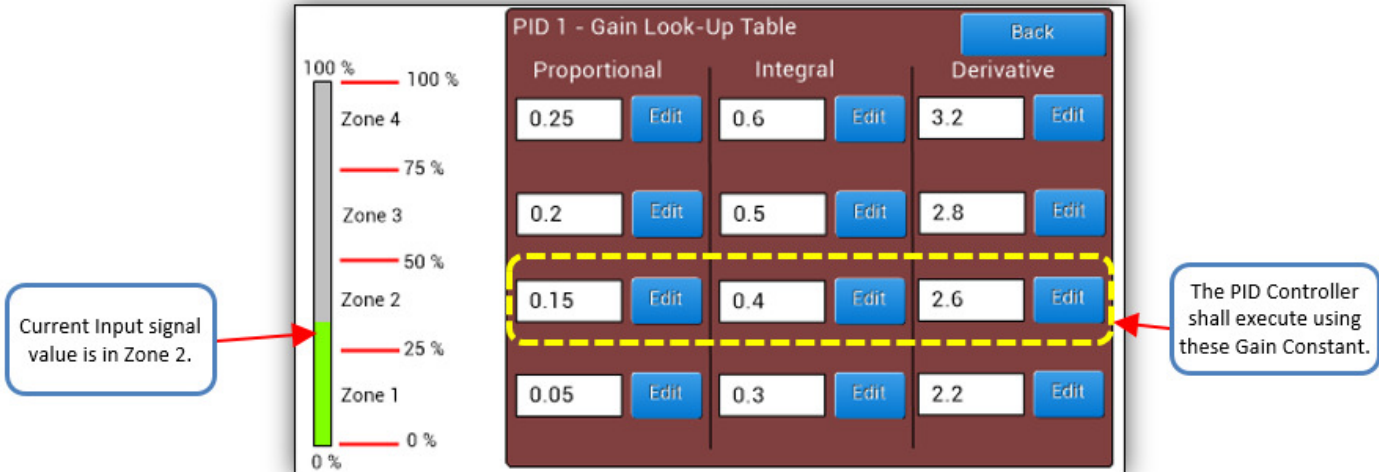 PID 1 - Gain Look-Up Table
Back
100 %
100 %
Proportional
Integral
Derivative
Zone 4
0.25
Edit
0.6
Edit
3.2
Edit
75 %
Zone 3
0.2
Edit
0.5
Edit
2.8
Edit
50 %
Zone 2
0.15
Edit
0.4
Edit
2.6
Edit
Current Input signal
value is in Zone 2.
The PID Controller
shall execute using
these Gain Constant.
25 %
Zone 1
0.05
Edit
0.3
Edit
2.2
Edit
0 %
0 %